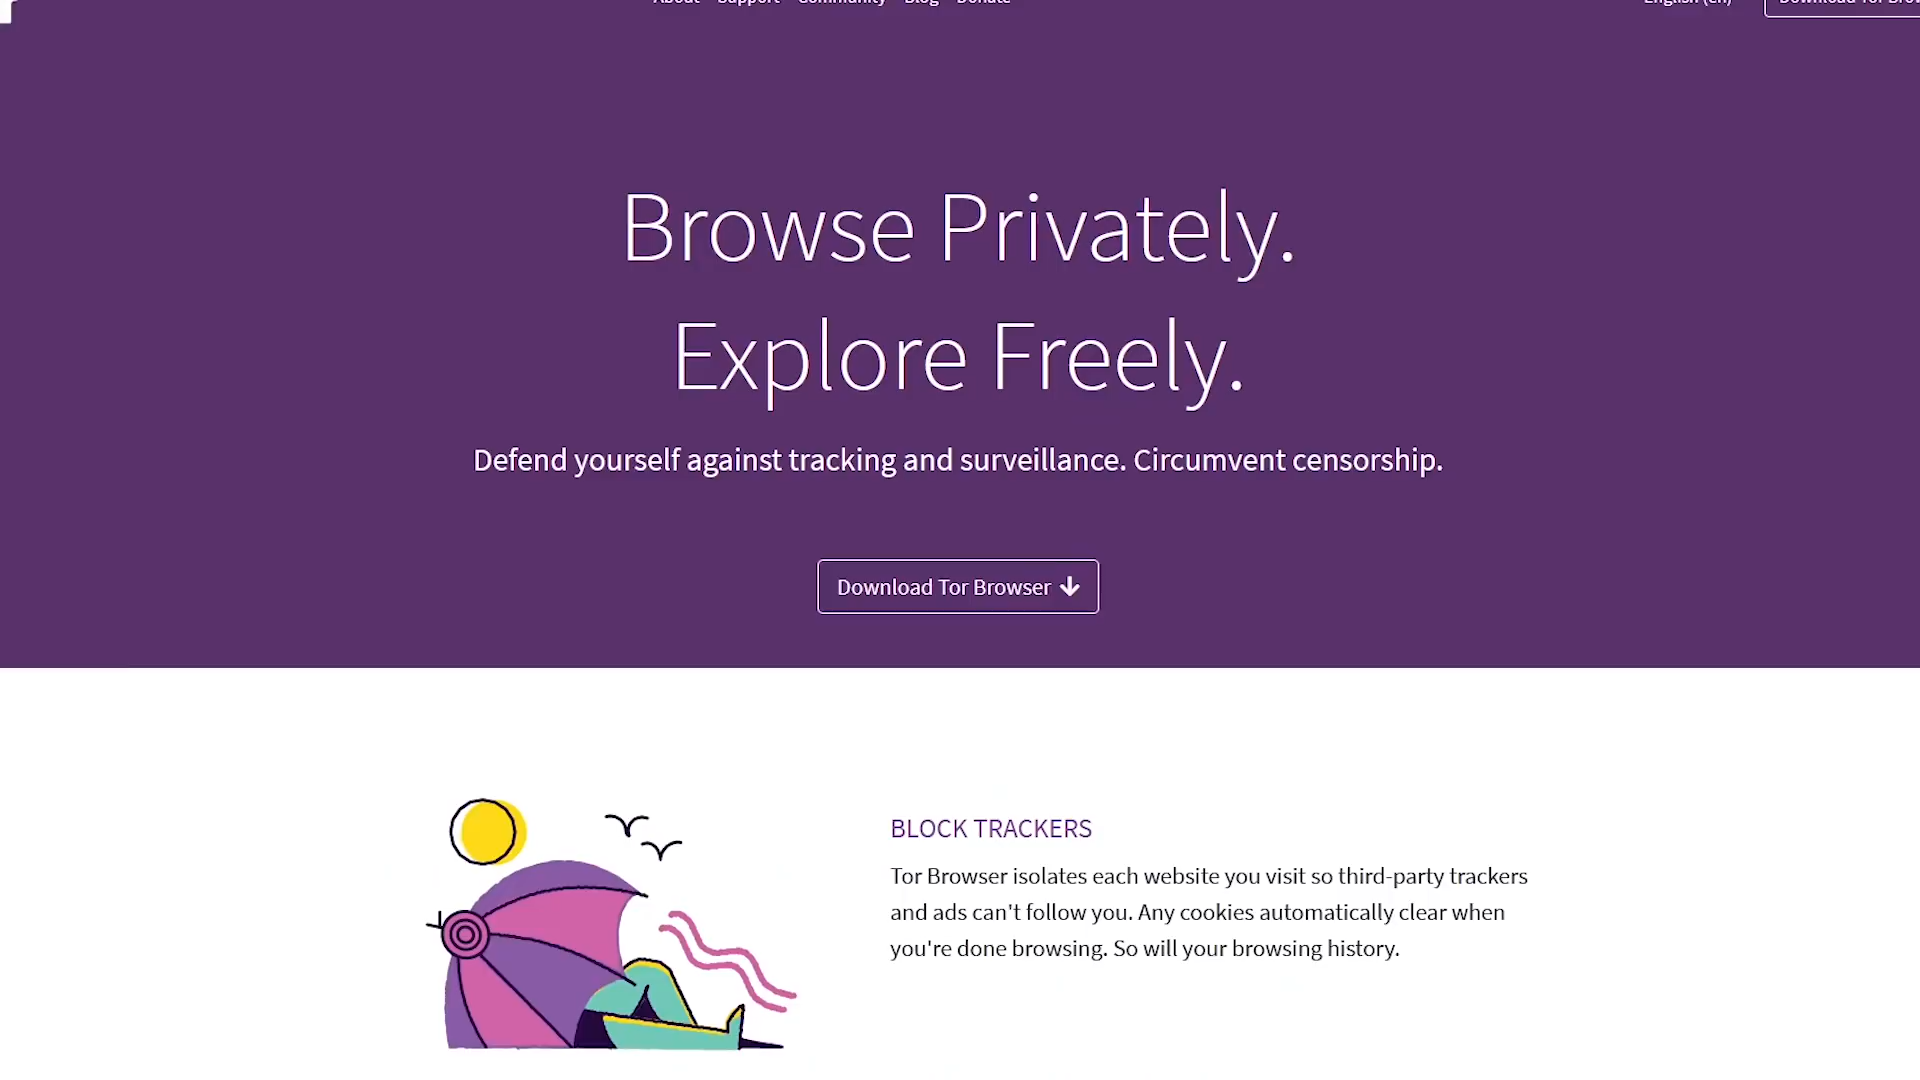 About Support Community Blog Donate English (en) Download Tor Brow
Browse Privately.
Explore Freely.
Defend yourself against tracking and surveillance. Circumvent censorship.
Download Tor Browser
BLOCK TRACKERS
Tor Browser isolates each website you visit so third-party trackers
and ads can't follow you. Any cookies automatically clear when
you're done browsing. So will your browsing history.